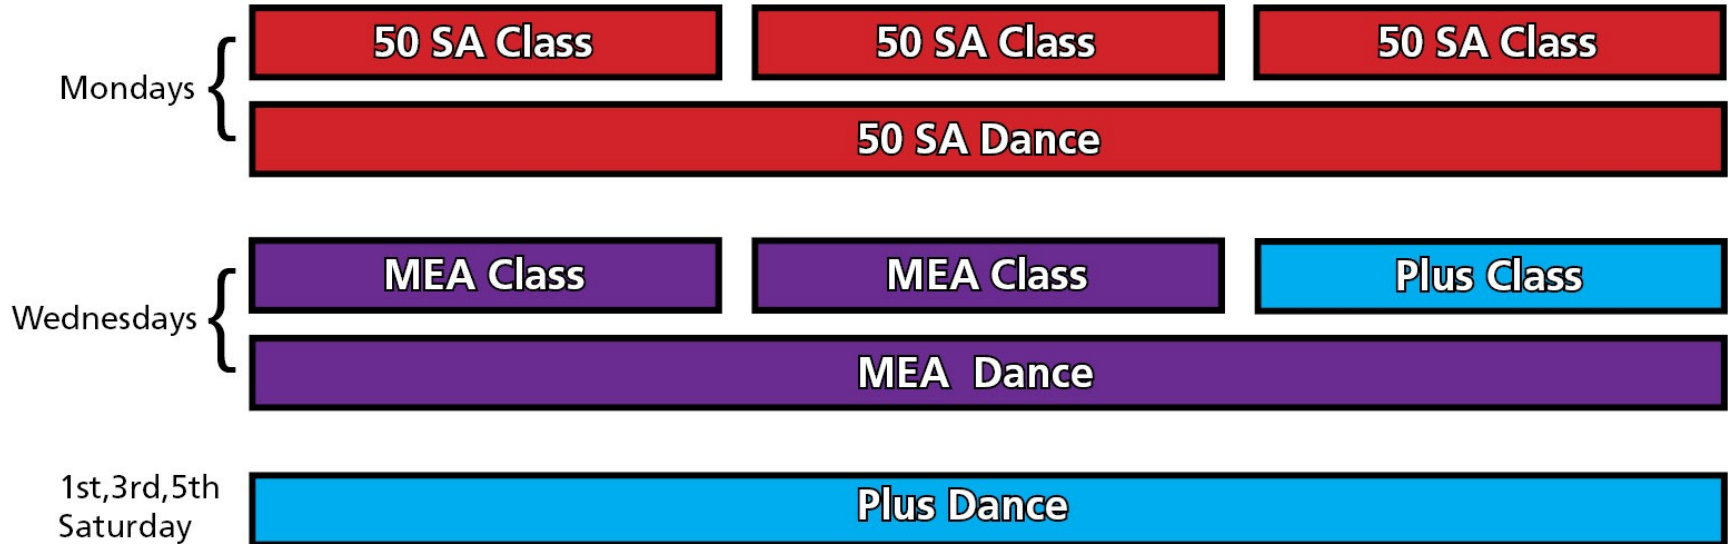 50 SA Class 50 SA Class 50 SA Class
Mondays
50 SA Dance
MEA Class MEA Class Plus Class
Wednesdays
MEA Dance
1st,3rd,5th
Saturday
Plus Dance